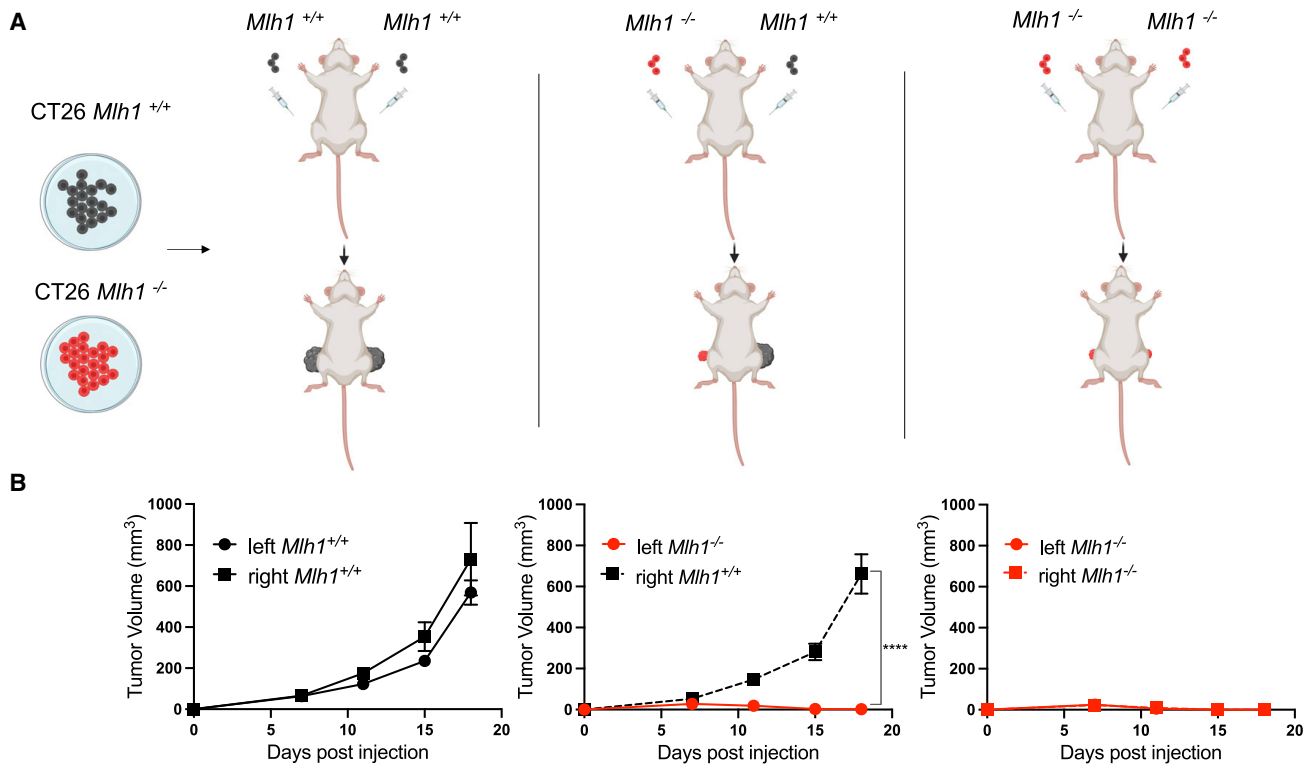 A
Mlh1 +/+ Mlh1 +/+
Mlh1 -/- Mlh1 +/+
Mlh1 -/- Mlh1 -/-
CT26 Mlh1 +/+
CT26 Mlh1 -/-
B
1000
800
600
400
200
0
Tumor Volume (mm3)
left Mlh1+/+
right Mlh1+/+
0 5 10 15 20
Days post injection
1000
800
600
400
200
0
Tumor Volume (mm3)
left Mlh1-/-
right Mlh1+/+
****
0 5 10 15 20
Days post injection
1000
800
600
400
200
0
Tumor Volume (mm3)
left Mlh1-/-
right Mlh1-/-
0 5 10 15 20
Days post injection